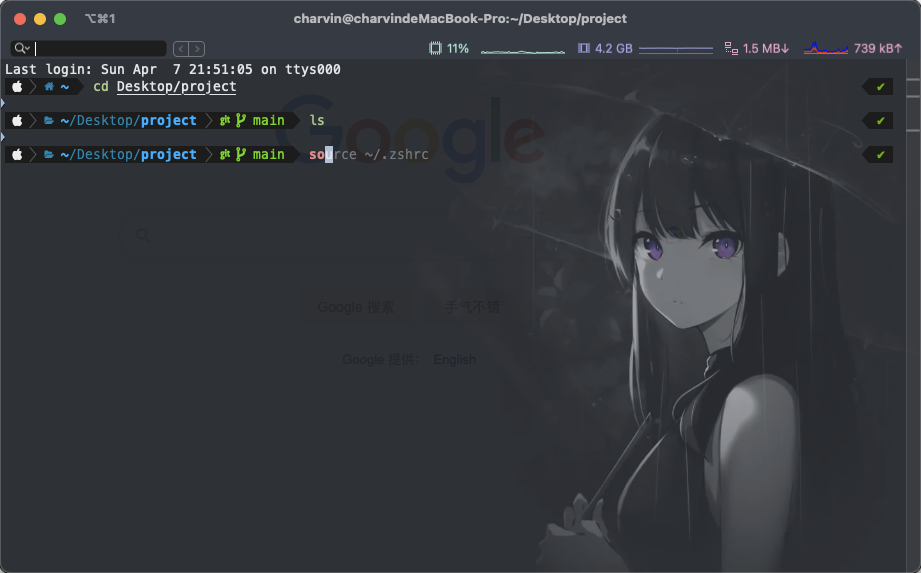 ⌥⌘1 charvin@charvindeMacBook-Pro:~/Desktop/project
11% 4.2 GB 1.5 MB↓ 739 kB↑
Last login: Sun Apr  7 21:51:05 on ttys000
~ cd Desktop/project ✔
~/Desktop/project git main ls ✔
~/Desktop/project git main source ~/.zshrc ✔
Google
Google 搜索 手气不错
Google 提供： English